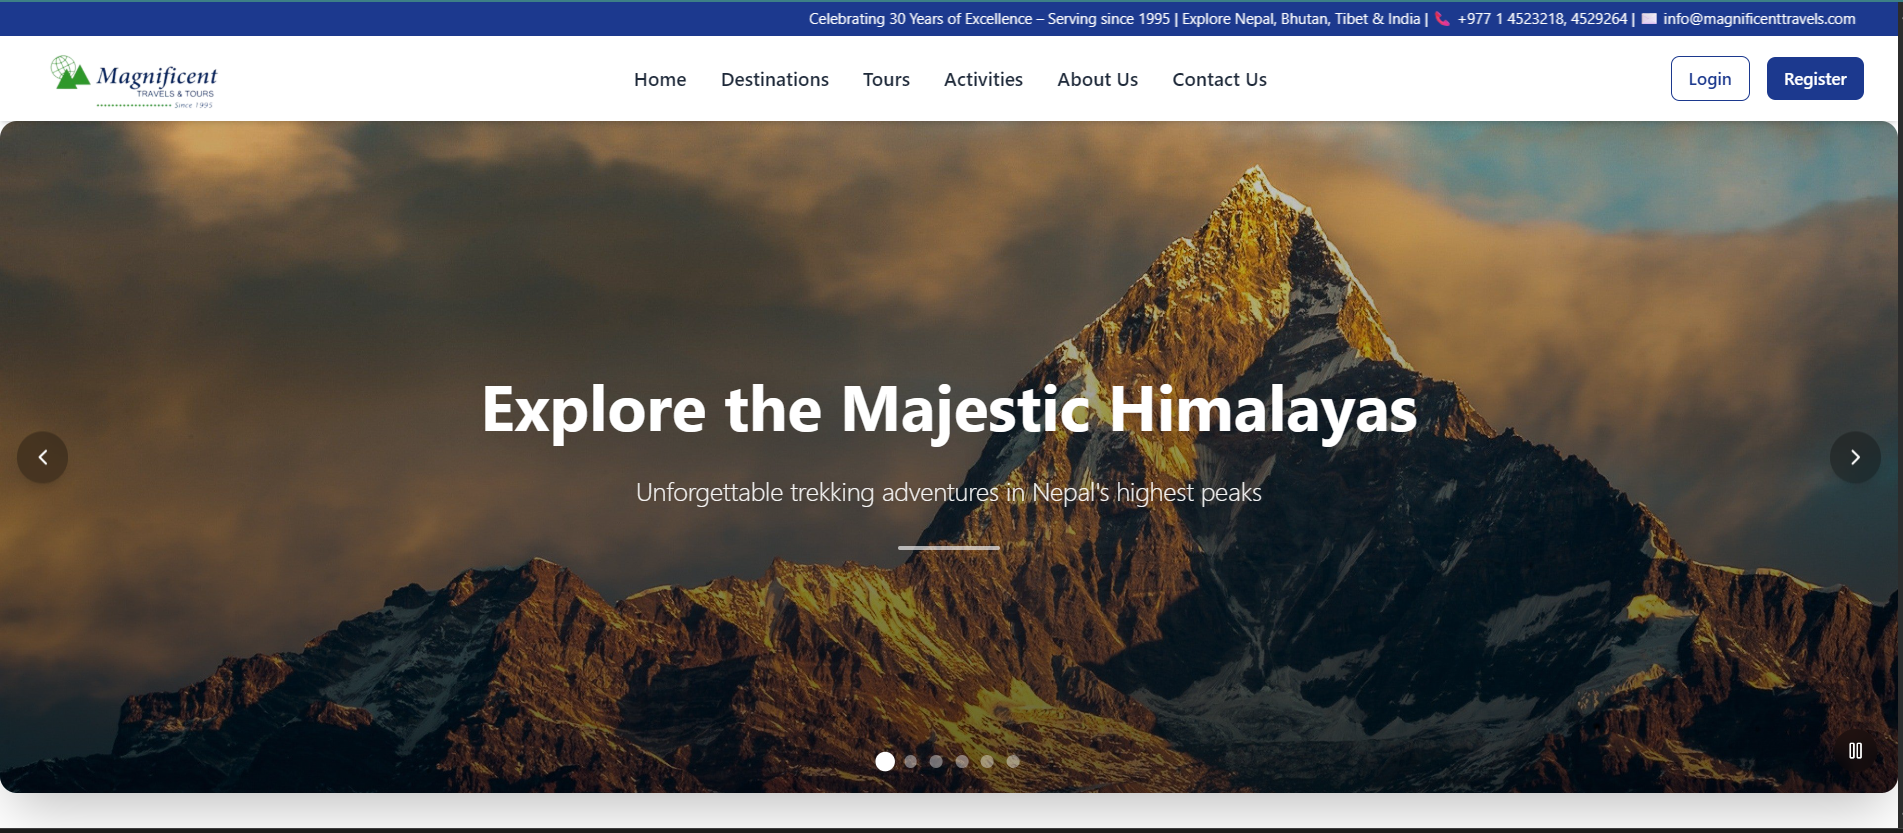 Celebrating 30 Years of Excellence – Serving since 1995 | Explore Nepal, Bhutan, Tibet & India | 📞 +977 1 4523218, 4529264 | 📧 info@magnificenttravels.com
Magnificent
TRAVELS & TOURS
Since 1995
Home Destinations Tours Activities About Us Contact Us
Login Register
Explore the Majestic Himalayas
Unforgettable trekking adventures in Nepal's highest peaks